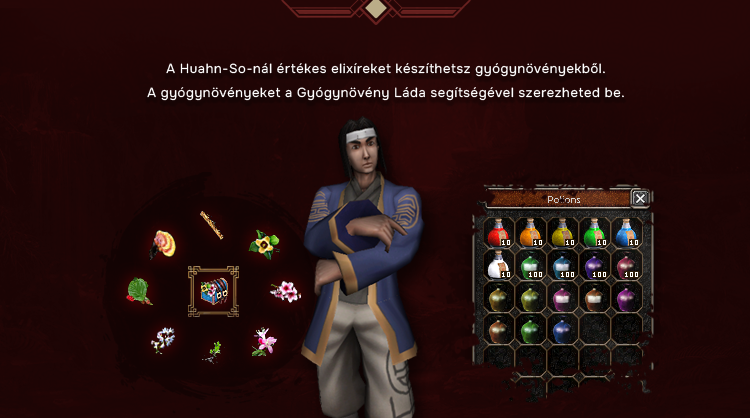 A Huahn-So-nál értékes elixíreket készíthetsz gyógynövényekből.
A gyógynövényeket a Gyógynövény Láda segítségével szerezheted be.
Potions
10 10 10 10 10
10 100 100 100 100